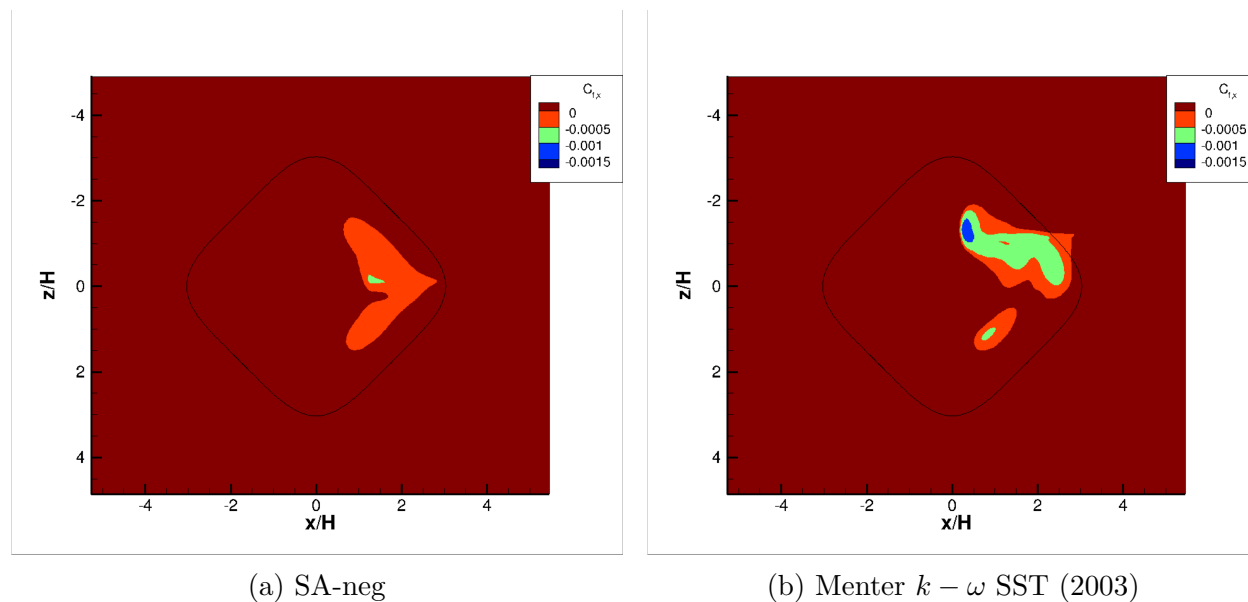 C_{f,x}
0
-0.0005
-0.001
-0.0015
-4
-2
0
2
4
z/H
-4 -2 0 2 4
x/H
(a) SA-neg
C_{f,x}
0
-0.0005
-0.001
-0.0015
-4
-2
0
2
4
z/H
-4 -2 0 2 4
x/H
(b) Menter k − ω SST (2003)